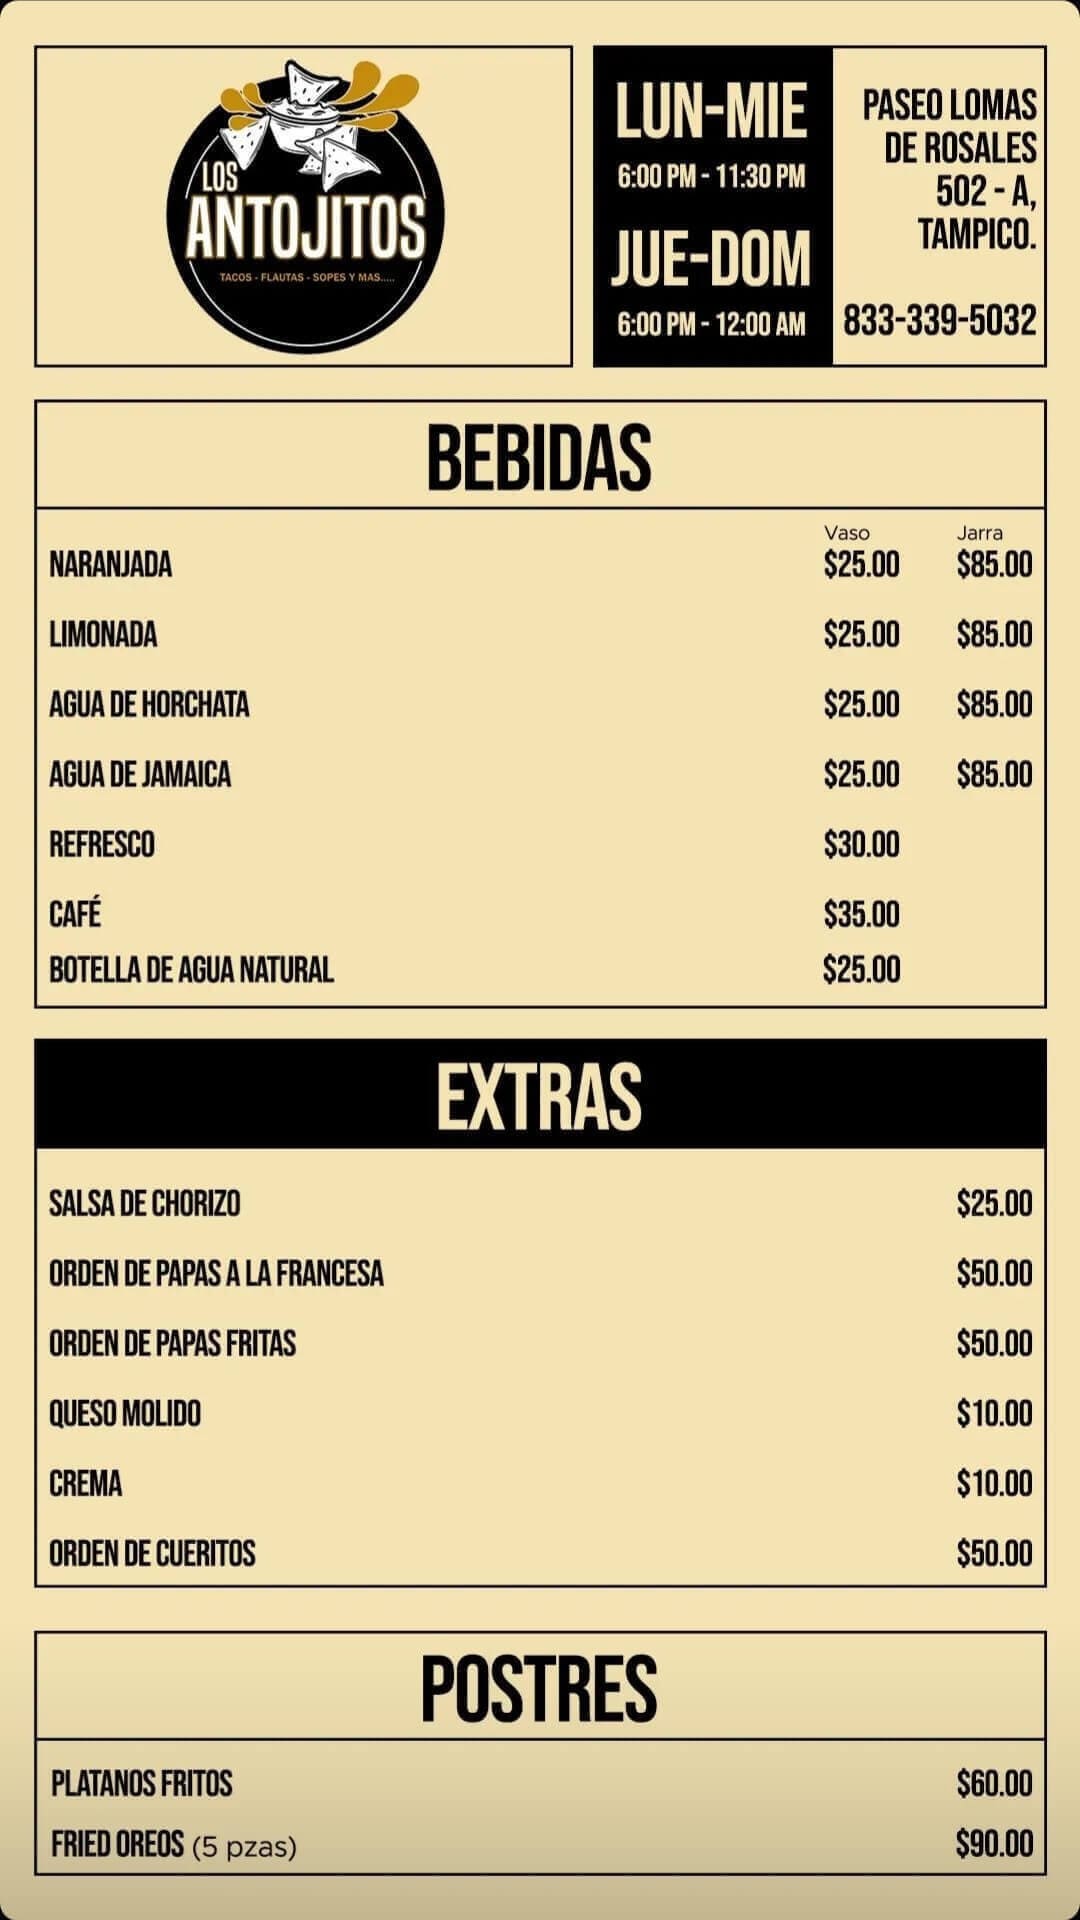 LOS
ANTOJITOS
TACOS - FLAUTAS - SOPES Y MAS.....
LUN-MIE
6:00 PM - 11:30 PM
JUE-DOM
6:00 PM - 12:00 AM
PASEO LOMAS
DE ROSALES
502 - A,
TAMPICO.
833-339-5032
BEBIDAS
Vaso Jarra
NARANJADA $25.00 $85.00
LIMONADA $25.00 $85.00
AGUA DE HORCHATA $25.00 $85.00
AGUA DE JAMAICA $25.00 $85.00
REFRESCO $30.00
CAFÉ $35.00
BOTELLA DE AGUA NATURAL $25.00
EXTRAS
SALSA DE CHORIZO $25.00
ORDEN DE PAPAS A LA FRANCESA $50.00
ORDEN DE PAPAS FRITAS $50.00
QUESO MOLIDO $10.00
CREMA $10.00
ORDEN DE CUERITOS $50.00
POSTRES
PLATANOS FRITOS $60.00
FRIED OREOS (5 pzas) $90.00